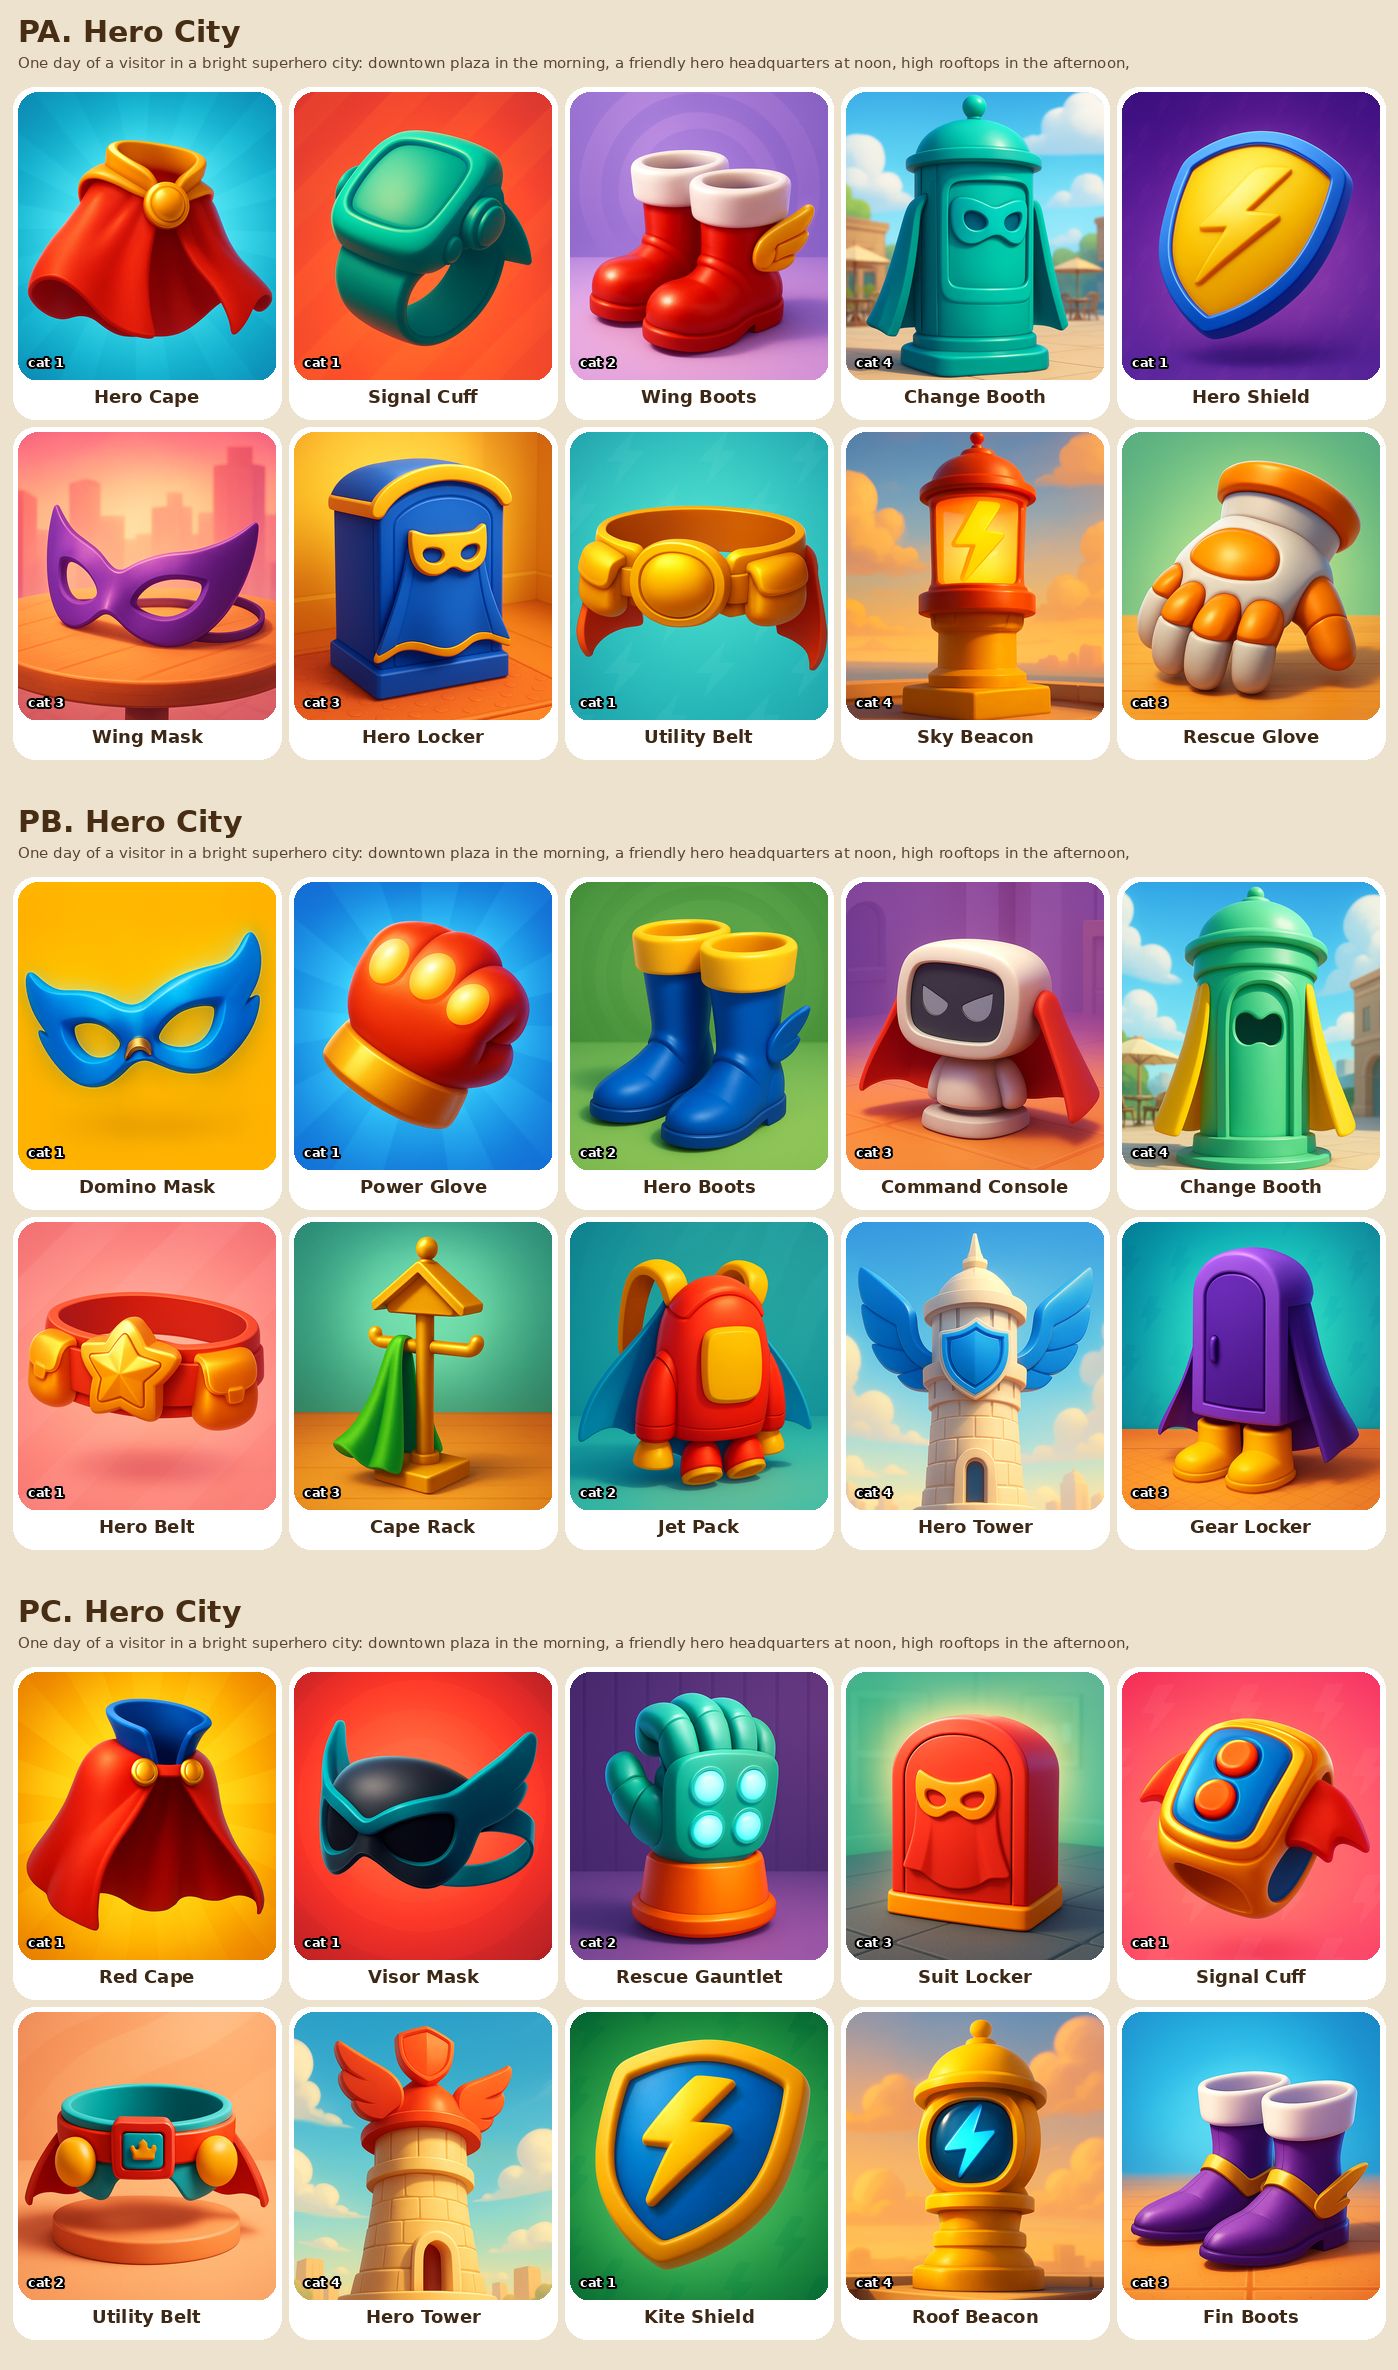 PA. Hero City
One day of a visitor in a bright superhero city: downtown plaza in the morning, a friendly hero headquarters at noon, high rooftops in the afternoon,
cat 1
cat 1
cat 2
cat 4
cat 1
Hero Cape
Signal Cuff
Wing Boots
Change Booth
Hero Shield
cat 3
cat 3
cat 1
cat 4
cat 3
Wing Mask
Hero Locker
Utility Belt
Sky Beacon
Rescue Glove
PB. Hero City
One day of a visitor in a bright superhero city: downtown plaza in the morning, a friendly hero headquarters at noon, high rooftops in the afternoon,
cat 1
cat 1
cat 2
cat 3
cat 4
Domino Mask
Power Glove
Hero Boots
Command Console
Change Booth
cat 1
cat 3
cat 2
cat 4
cat 3
Hero Belt
Cape Rack
Jet Pack
Hero Tower
Gear Locker
PC. Hero City
One day of a visitor in a bright superhero city: downtown plaza in the morning, a friendly hero headquarters at noon, high rooftops in the afternoon,
cat 1
cat 1
cat 2
cat 3
cat 1
Red Cape
Visor Mask
Rescue Gauntlet
Suit Locker
Signal Cuff
cat 2
cat 4
cat 1
cat 4
cat 3
Utility Belt
Hero Tower
Kite Shield
Roof Beacon
Fin Boots